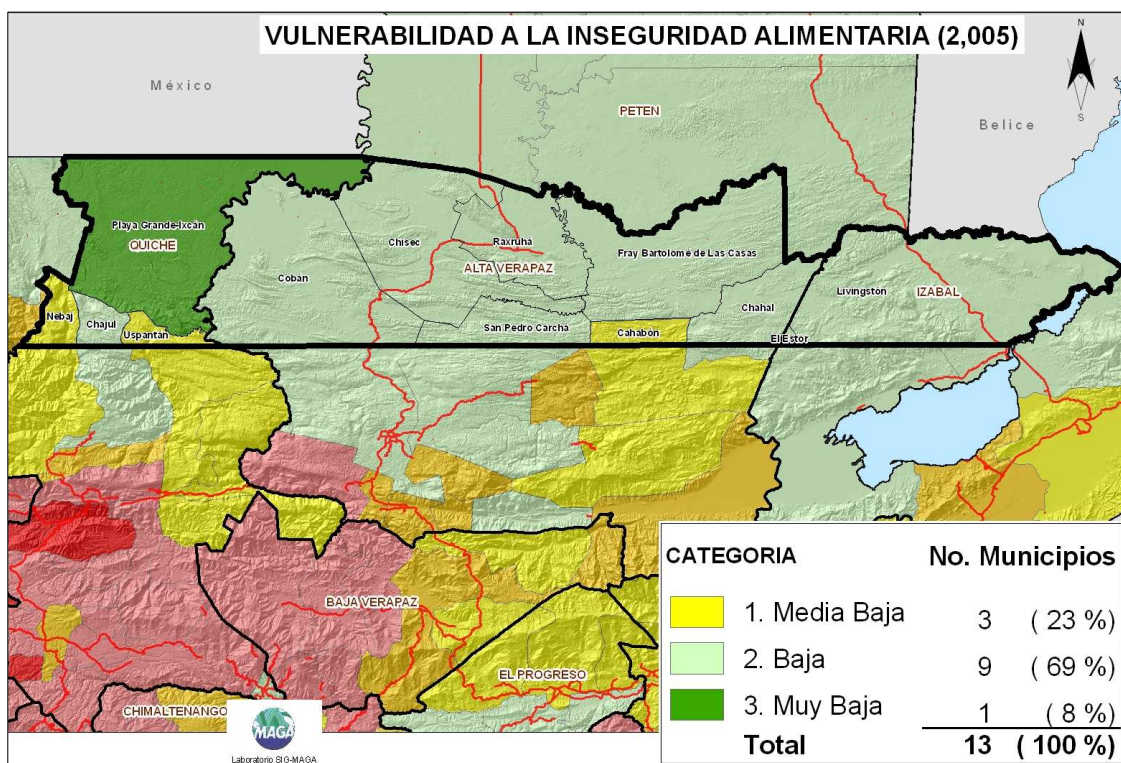 VULNERABILIDAD A LA INSEGURIDAD ALIMENTARIA (2,005)
N
S
México
PETEN
Belice
Playa Grande-Ixcán
QUICHE
Chisec
Raxruhá
Fray Bartolomé de Las Casas
Cobán
ALTA VERAPAZ
Livingston
IZABAL
Nebaj
Chajul
Uspantán
San Pedro Carchá
Cahabón
Chahal
El Estor
BAJA VERAPAZ
EL PROGRESO
CHIMALTENANGO
MAGA
Laboratorio SIG-MAGA
CATEGORIA No. Municipios
1. Media Baja 3 ( 23 %)
2. Baja 9 ( 69 %)
3. Muy Baja 1 ( 8 %)
Total 13 ( 100 %)